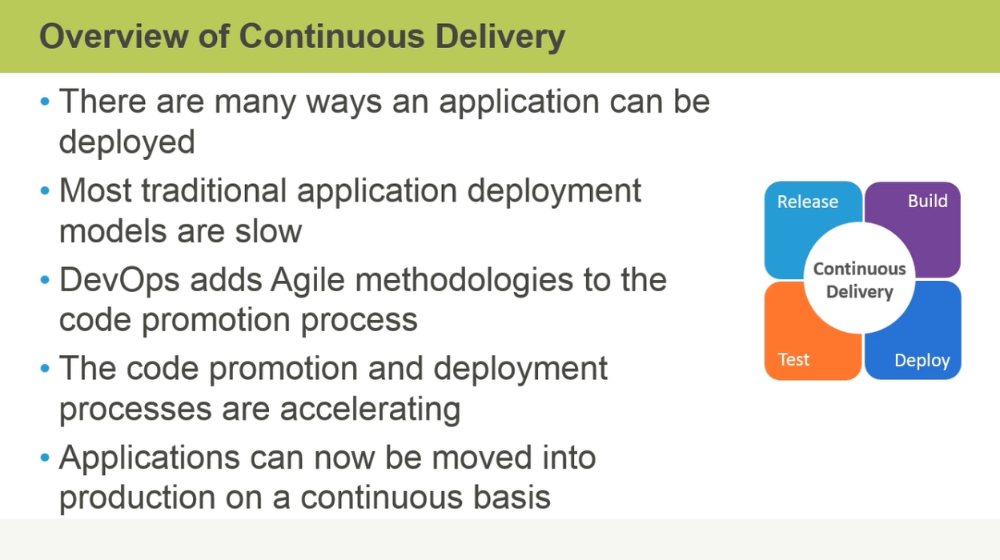 Overview of Continuous Delivery
• There are many ways an application can be
deployed
• Most traditional application deployment
models are slow
• DevOps adds Agile methodologies to the
code promotion process
• The code promotion and deployment
processes are accelerating
• Applications can now be moved into
production on a continuous basis
Release
Build
Continuous
Delivery
Test
Deploy